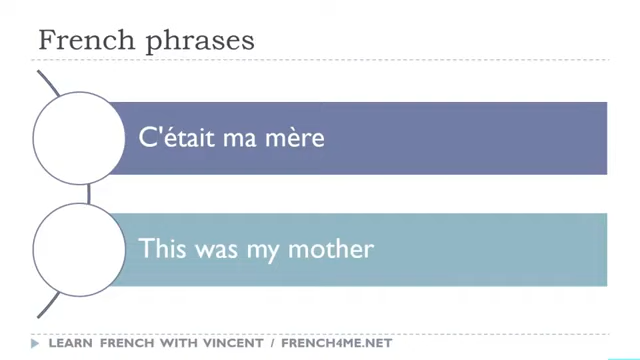 French phrases
C'était ma mère
This was my mother
LEARN FRENCH WITH VINCENT / FRENCH4ME.NET